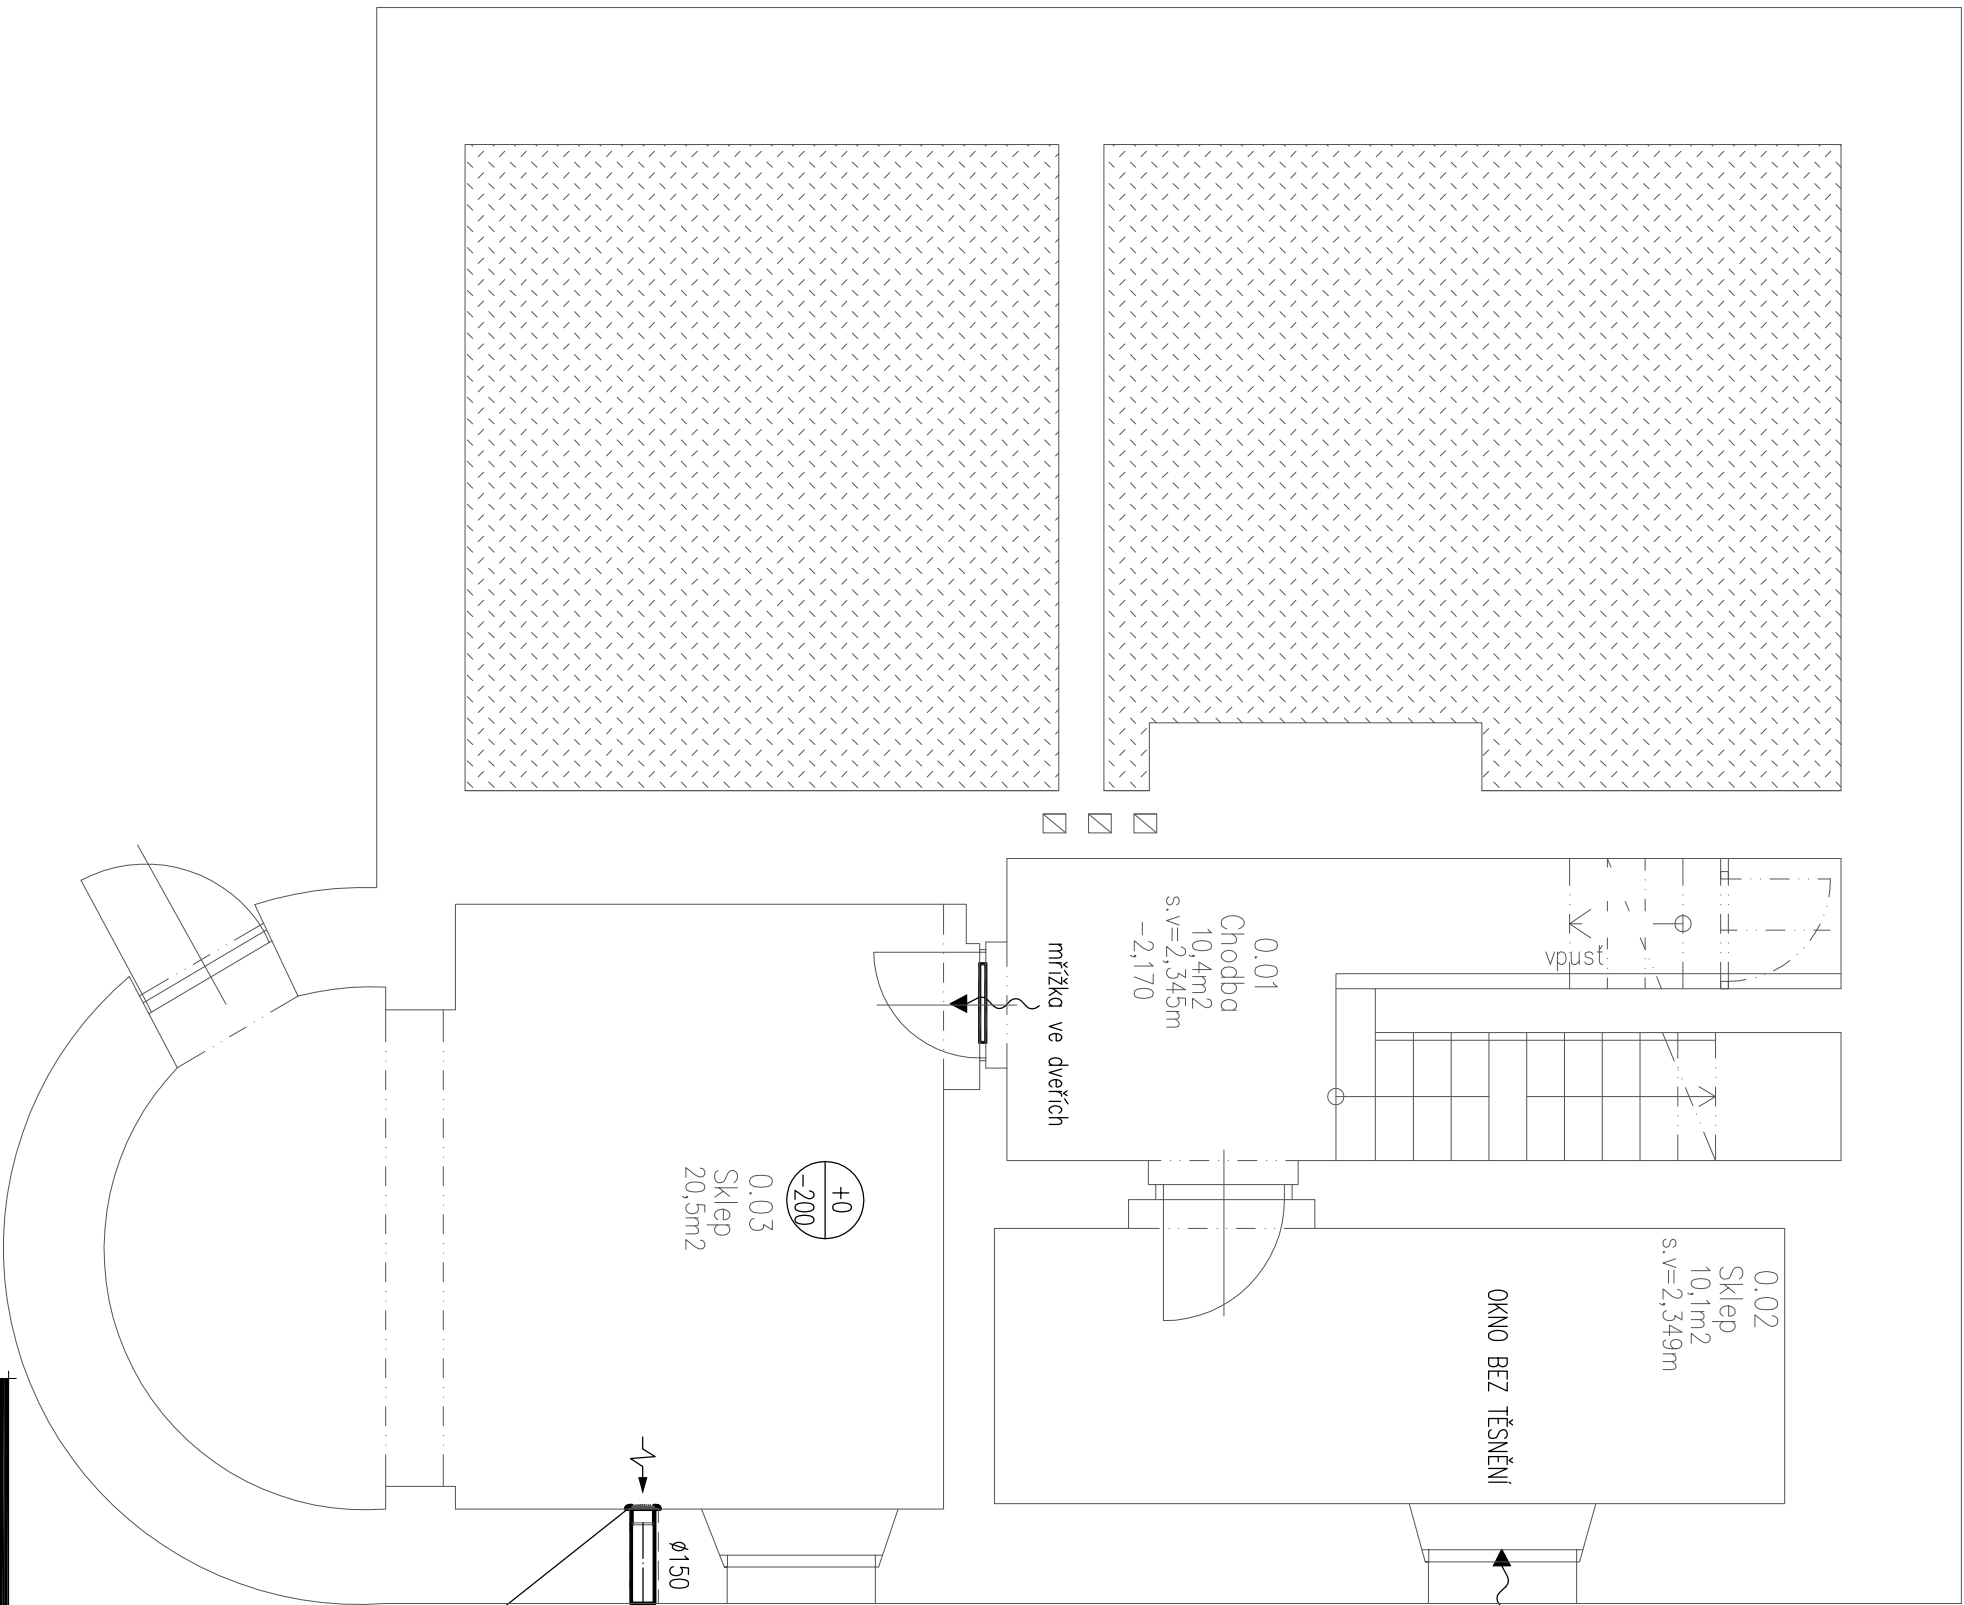 0.01
Chodba
10,4m2
s.v=2,345m
-2,170
vpusť
mřížka ve dveřích
0.02
Sklep
10,1m2
s.v=2,349m
OKNO BEZ TĚSNĚNÍ
+0
-200
0.03
Sklep
20,5m2
ø150